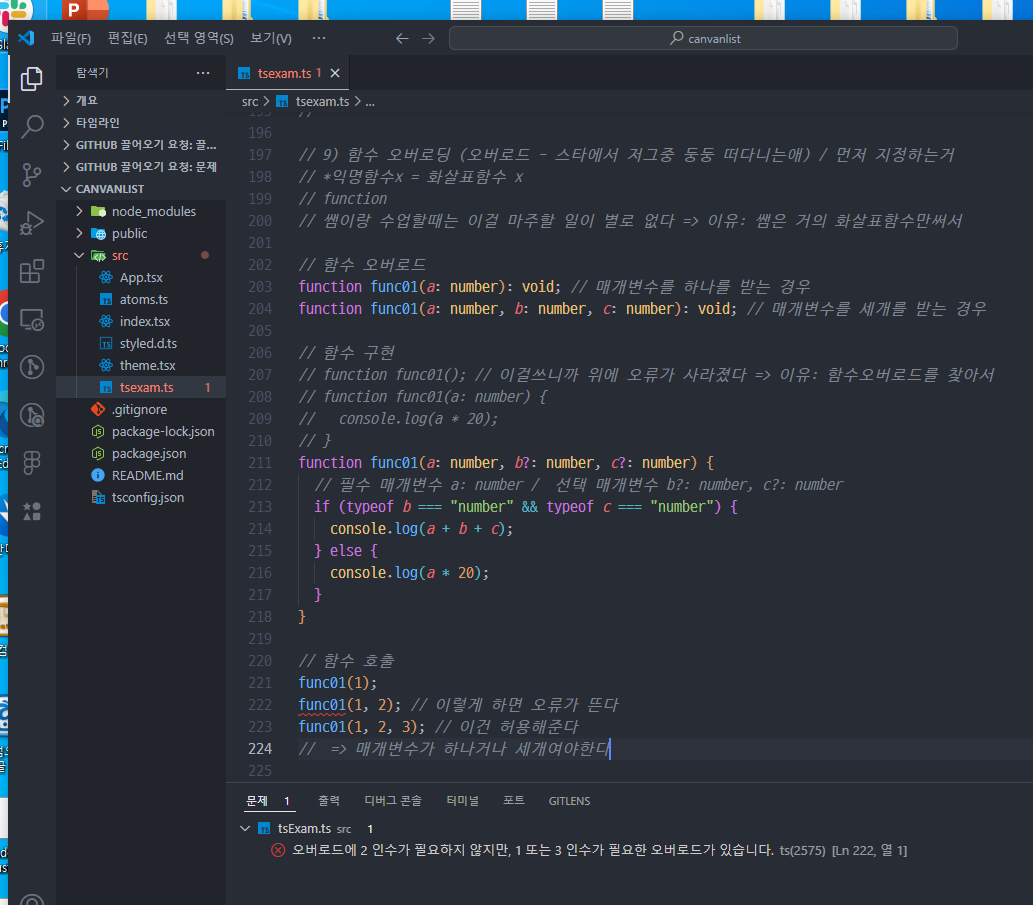 파일(F) 편집(E) 선택 영역(S) 보기(V) ···
canvanlist
탐색기 ···
tsexam.ts 1
개요
타임라인
GITHUB 끌어오기 요청: 끌...
GITHUB 끌어오기 요청: 문제
CANVANLIST
node_modules
public
src
App.tsx
atoms.ts
index.tsx
styled.d.ts
theme.tsx
tsexam.ts 1
.gitignore
package-lock.json
package.json
README.md
tsconfig.json
src > tsexam.ts > ...
195 //
196
197 // 9) 함수 오버로딩 (오버로드 - 스타에서 저그중 둥둥 떠다니는애) / 먼저 지정하는거
198 // *익명함수x = 화살표함수 x
199 // function
200 // 쌤이랑 수업할때는 이걸 마주할 일이 별로 없다 => 이유: 쌤은 거의 화살표함수만써서
201
202 // 함수 오버로드
203 function func01(a: number): void; // 매개변수를 하나를 받는 경우
204 function func01(a: number, b: number, c: number): void; // 매개변수를 세개를 받는 경우
205
206 // 함수 구현
207 // function func01(); // 이걸쓰니까 위에 오류가 사라졌다 => 이유: 함수오버로드를 찾아서
208 // function func01(a: number) {
209 //   console.log(a * 20);
210 // }
211 function func01(a: number, b?: number, c?: number) {
212   // 필수 매개변수 a: number /  선택 매개변수 b?: number, c?: number
213   if (typeof b === "number" && typeof c === "number") {
214     console.log(a + b + c);
215   } else {
216     console.log(a * 20);
217   }
218 }
219
220 // 함수 호출
221 func01(1);
222 func01(1, 2); // 이렇게 하면 오류가 뜬다
223 func01(1, 2, 3); // 이건 허용해준다
224 //  => 매개변수가 하나거나 세개여야한다
225
문제 1 출력 디버그 콘솔 터미널 포트 GITLENS
tsExam.ts src 1
오버로드에 2 인수가 필요하지 않지만, 1 또는 3 인수가 필요한 오버로드가 있습니다. ts(2575) [Ln 222, 열 1]